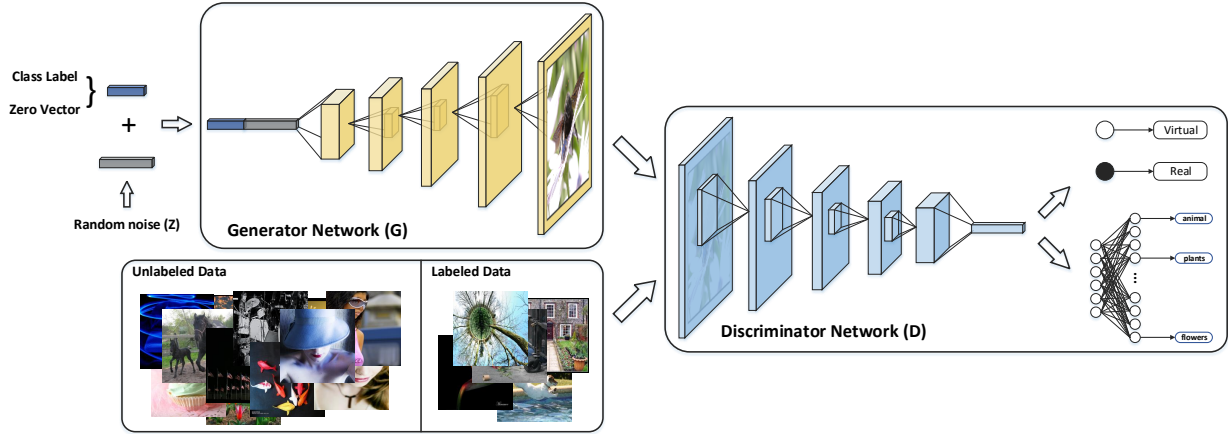 Class Label
Zero Vector
}
+
Random noise (Z)
Generator Network (G)
Unlabeled Data
Labeled Data
Discriminator Network (D)
Virtual
Real
animal
plants
...
flowers